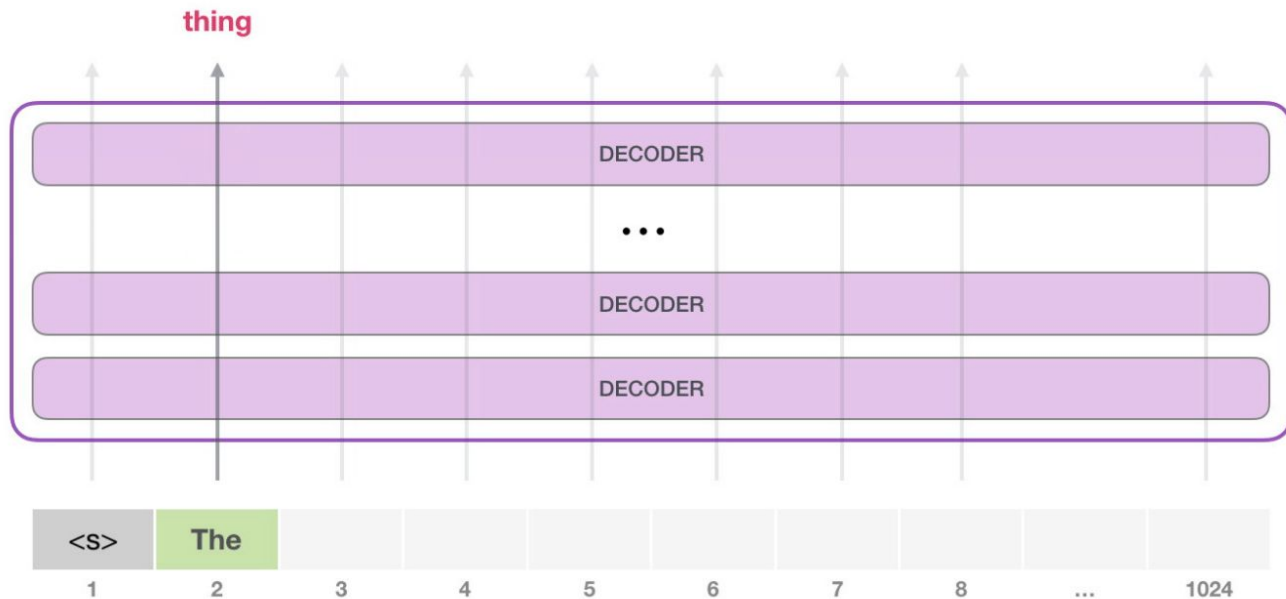 thing
DECODER
...
DECODER
DECODER
<s> The
1 2 3 4 5 6 7 8 ... 1024